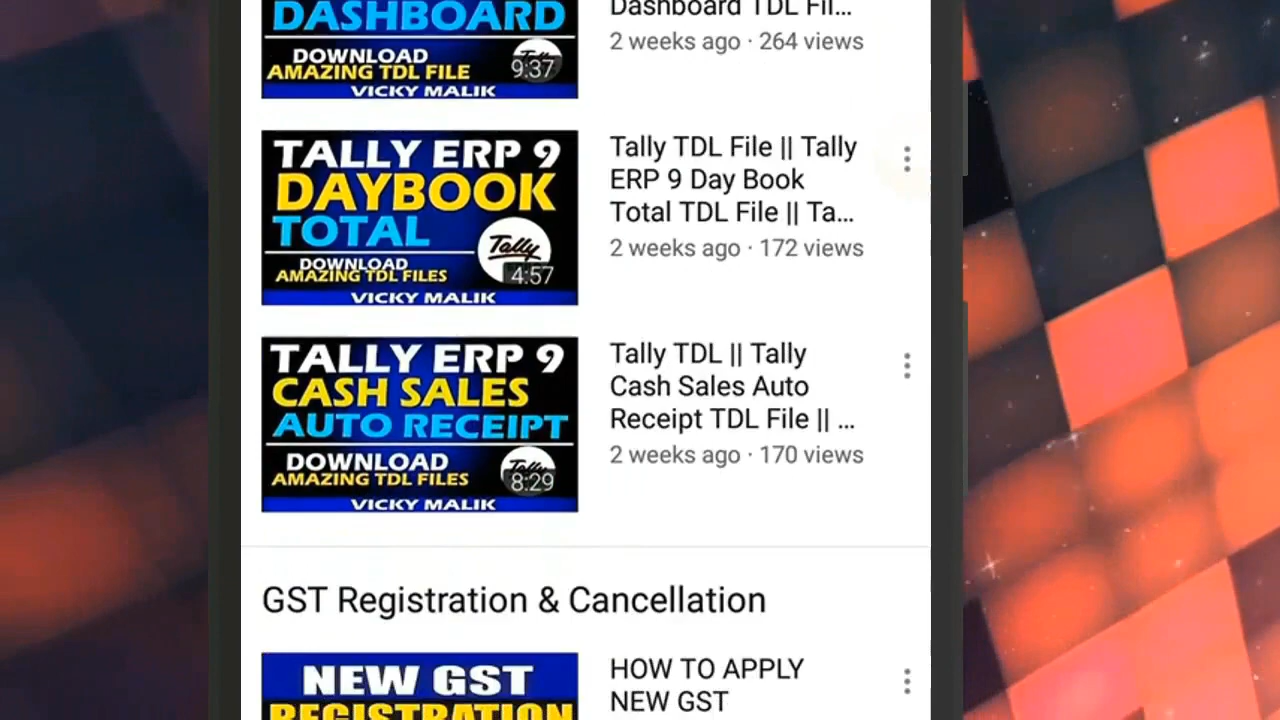 DASHBOARD
DOWNLOAD
AMAZING TDL FILE
9:37
VICKY MALIK
Dashboard TDL Fil...
2 weeks ago · 264 views
TALLY ERP 9
DAYBOOK
TOTAL
Tally
DOWNLOAD
AMAZING TDL FILES
4:57
VICKY MALIK
Tally TDL File || Tally
ERP 9 Day Book
Total TDL File || Ta...
2 weeks ago · 172 views
TALLY ERP 9
CASH SALES
AUTO RECEIPT
DOWNLOAD
Tally
AMAZING TDL FILES
8:29
VICKY MALIK
Tally TDL || Tally
Cash Sales Auto
Receipt TDL File || ...
2 weeks ago · 170 views
GST Registration & Cancellation
NEW GST
REGISTRATION
HOW TO APPLY
NEW GST